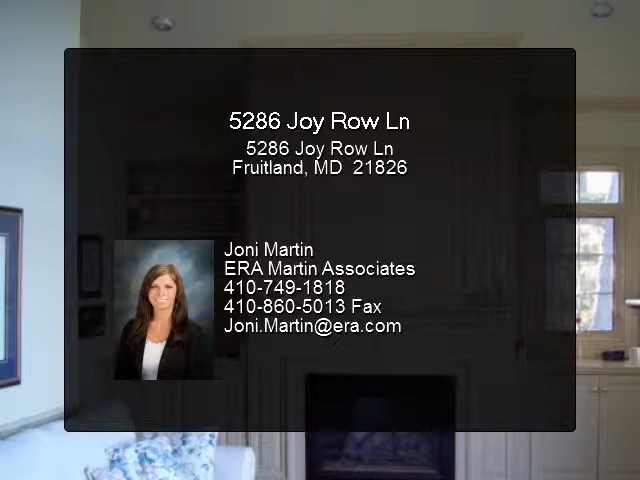 5286 Joy Row Ln
5286 Joy Row Ln
Fruitland, MD  21826
Joni Martin
ERA Martin Associates
410-749-1818
410-860-5013 Fax
Joni.Martin@era.com